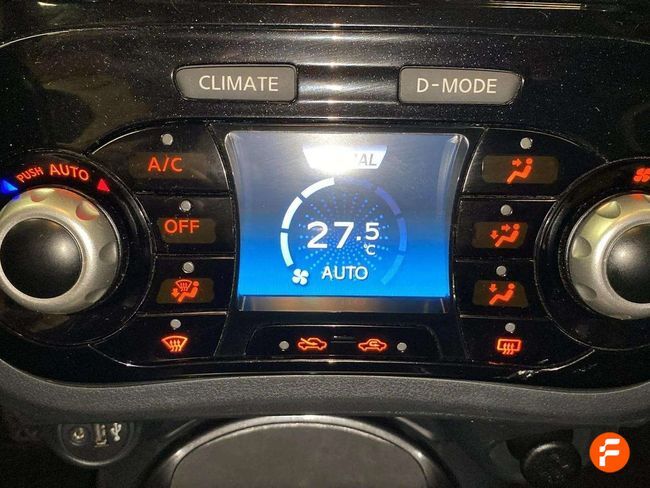 CLIMATE
D-MODE
PUSH AUTO
A/C
OFF
27.5
°C
AUTO